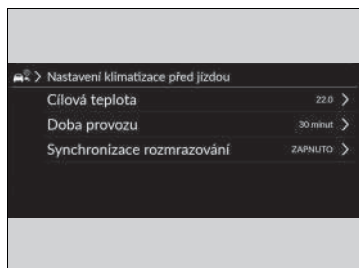 > Nastavení klimatizace před jízdou
Cílová teplota 22.0 >
Doba provozu 30 minut >
Synchronizace rozmrazování ZAPNUTO >